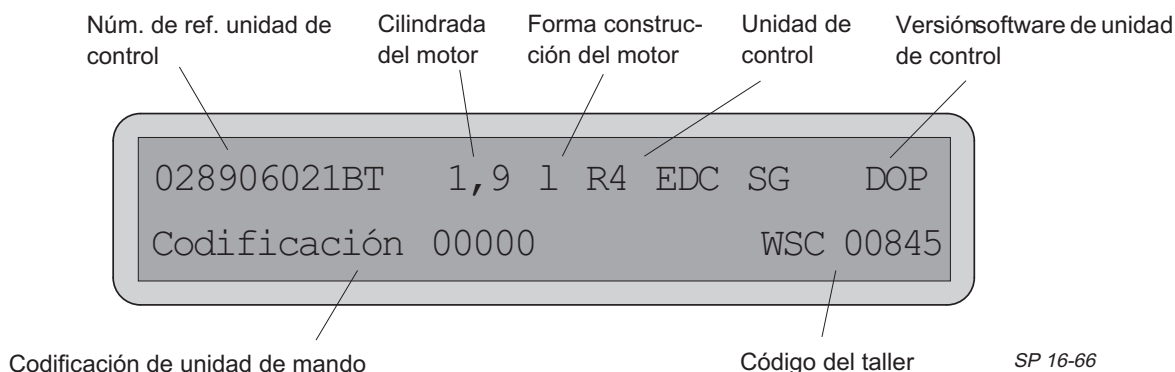 Núm. de ref. unidad de control
Cilindrada del motor
Forma construc-
ción del motor
Unidad de control
Versiónsoftware de unidad de control
028906021BT 1,9 l R4 EDC SG DOP
Codificación 00000 WSC 00845
Codificación de unidad de mando
Código del taller
SP 16-66